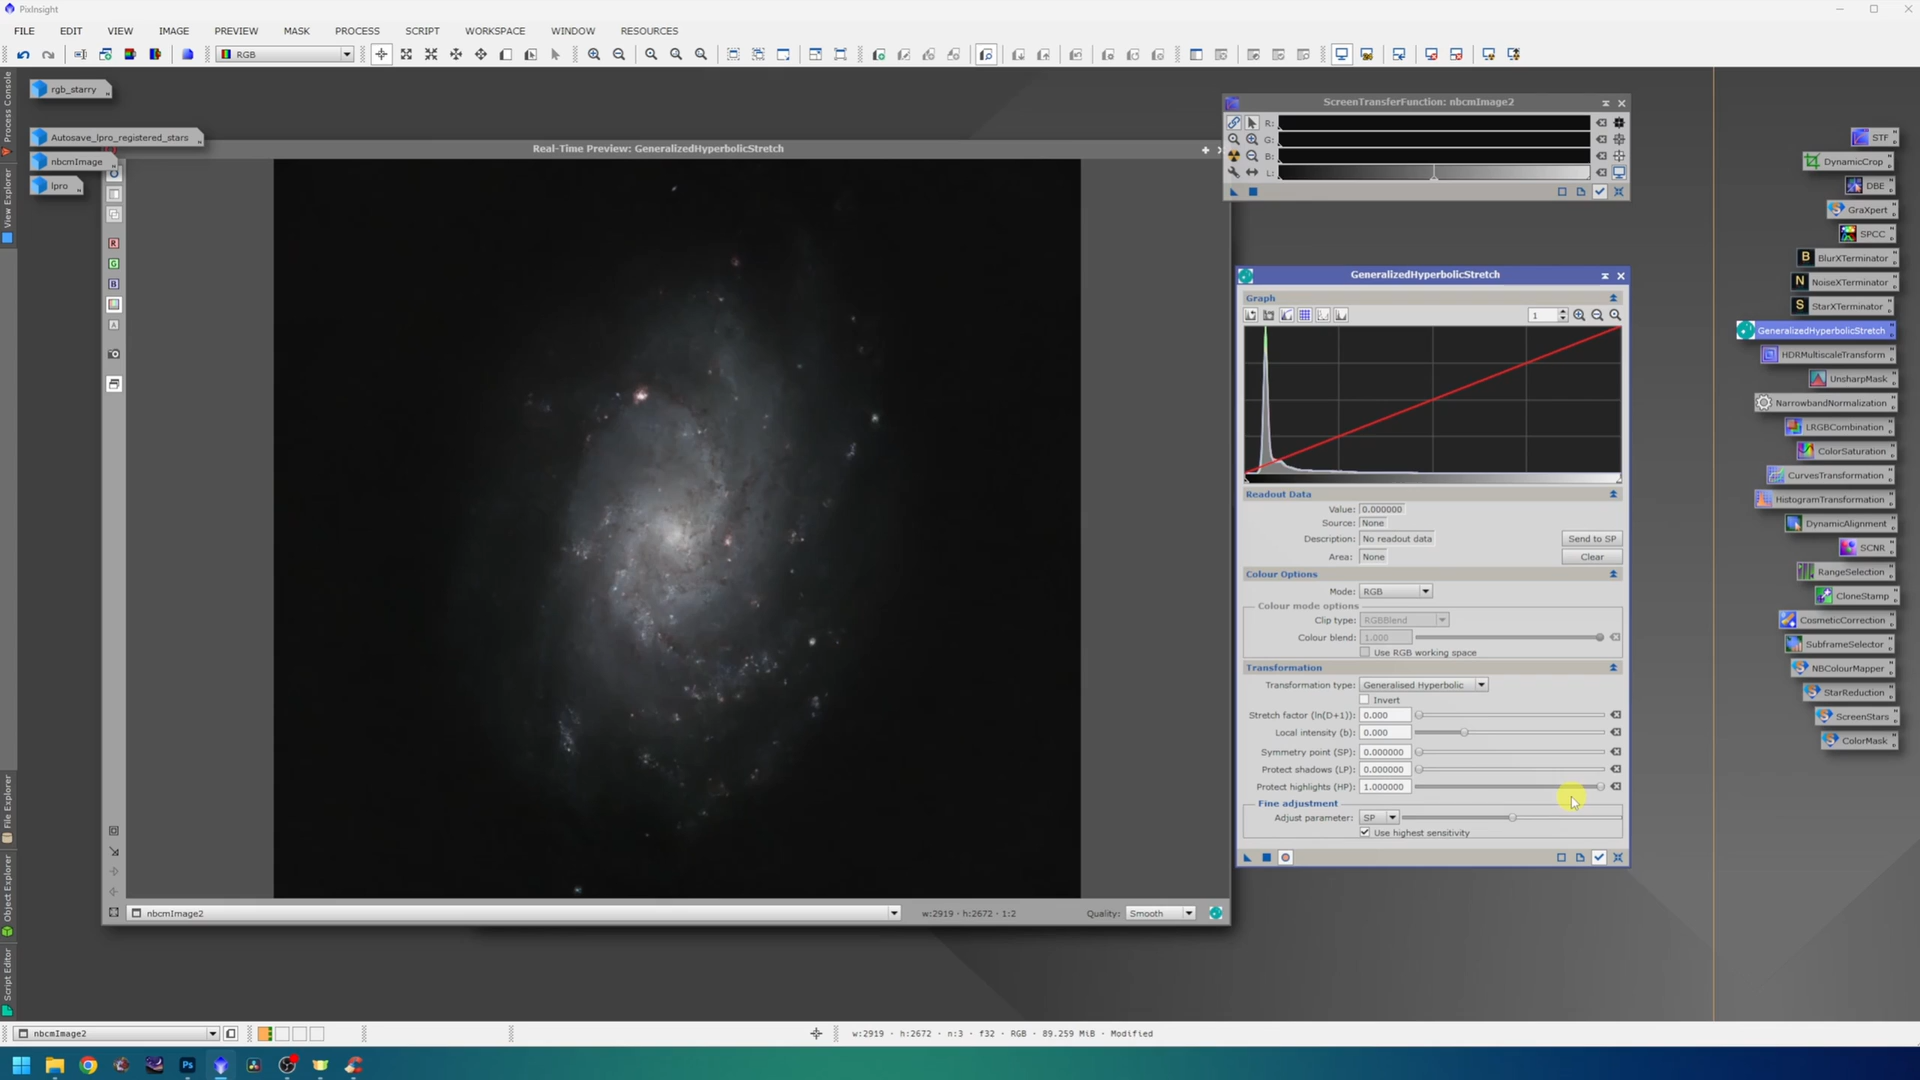 PixInsight
FILE EDIT VIEW IMAGE PREVIEW MASK PROCESS SCRIPT WORKSPACE WINDOW RESOURCES
RGB
Process Console
View Explorer
File Explorer
Object Explorer
Script Editor
rgb_starry
Autosave_lpro_registered_stars
nbcmImage
lpro
Real-Time Preview: GeneralizedHyperbolicStretch
R
G
B
A
nbcmImage2
w:2919 · h:2672 · 1:2
Quality: Smooth
ScreenTransferFunction: nbcmImage2
R:
G:
B:
L:
GeneralizedHyperbolicStretch
Graph
1
Readout Data
Value: 0.000000
Source: None
Description: No readout data
Send to SP
Area: None
Clear
Colour Options
Mode: RGB
Colour mode options
Clip type: RGBBlend
Colour blend: 1.000
Use RGB working space
Transformation
Transformation type: Generalised Hyperbolic
Invert
Stretch factor (ln(D+1)): 0.000
Local intensity (b): 0.000
Symmetry point (SP): 0.000000
Protect shadows (LP): 0.000000
Protect highlights (HP): 1.000000
Fine adjustment
Adjust parameter: SP
Use highest sensitivity
STF
DynamicCrop
DBE
GraXpert
SPCC
B BlurXTerminator
N NoiseXTerminator
S StarXTerminator
GeneralizedHyperbolicStretch
HDRMultiscaleTransform
UnsharpMask
NarrowbandNormalization
LRGBCombination
ColorSaturation
CurvesTransformation
HistogramTransformation
DynamicAlignment
SCNR
RangeSelection
CloneStamp
CosmeticCorrection
SubframeSelector
NBColourMapper
StarReduction
ScreenStars
ColorMask
nbcmImage2
w:2919 · h:2672 · n:3 · f32 · RGB · 89.259 MiB · Modified
Ps